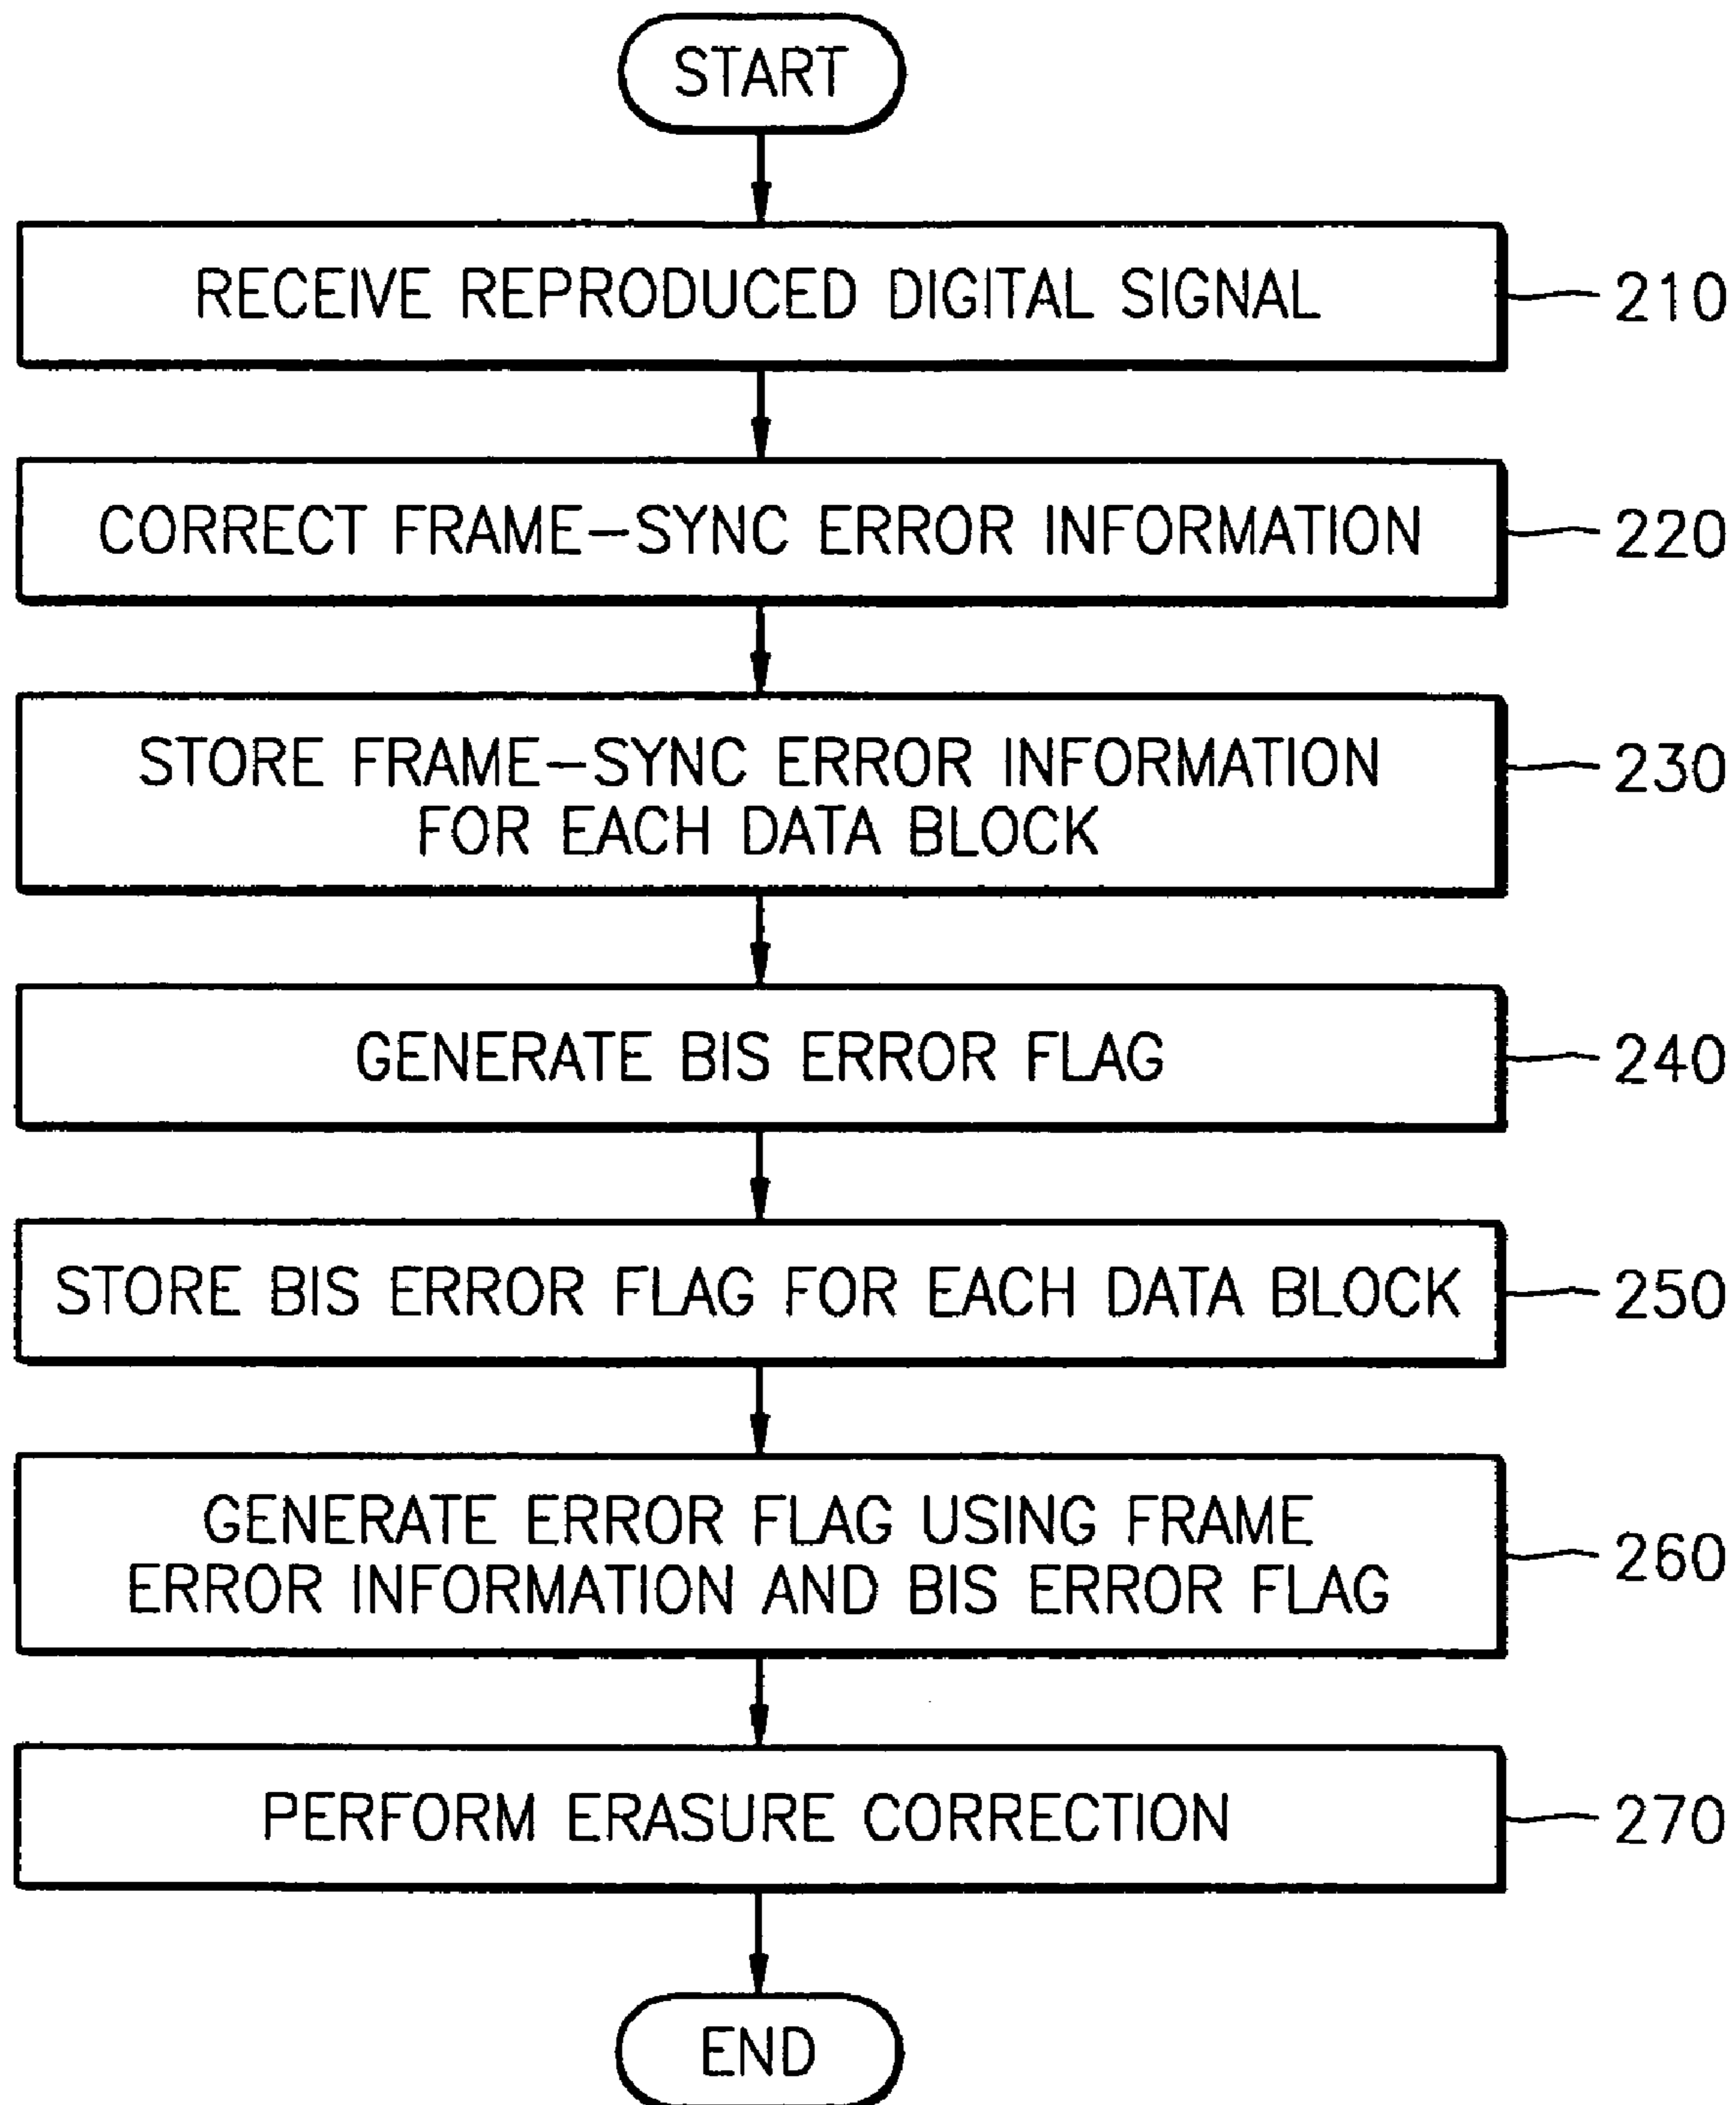 START
RECEIVE REPRODUCED DIGITAL SIGNAL
210
CORRECT FRAME-SYNC ERROR INFORMATION
220
STORE FRAME-SYNC ERROR INFORMATION
FOR EACH DATA BLOCK
230
GENERATE BIS ERROR FLAG
240
STORE BIS ERROR FLAG FOR EACH DATA BLOCK
250
GENERATE ERROR FLAG USING FRAME
ERROR INFORMATION AND BIS ERROR FLAG
260
PERFORM ERASURE CORRECTION
270
END